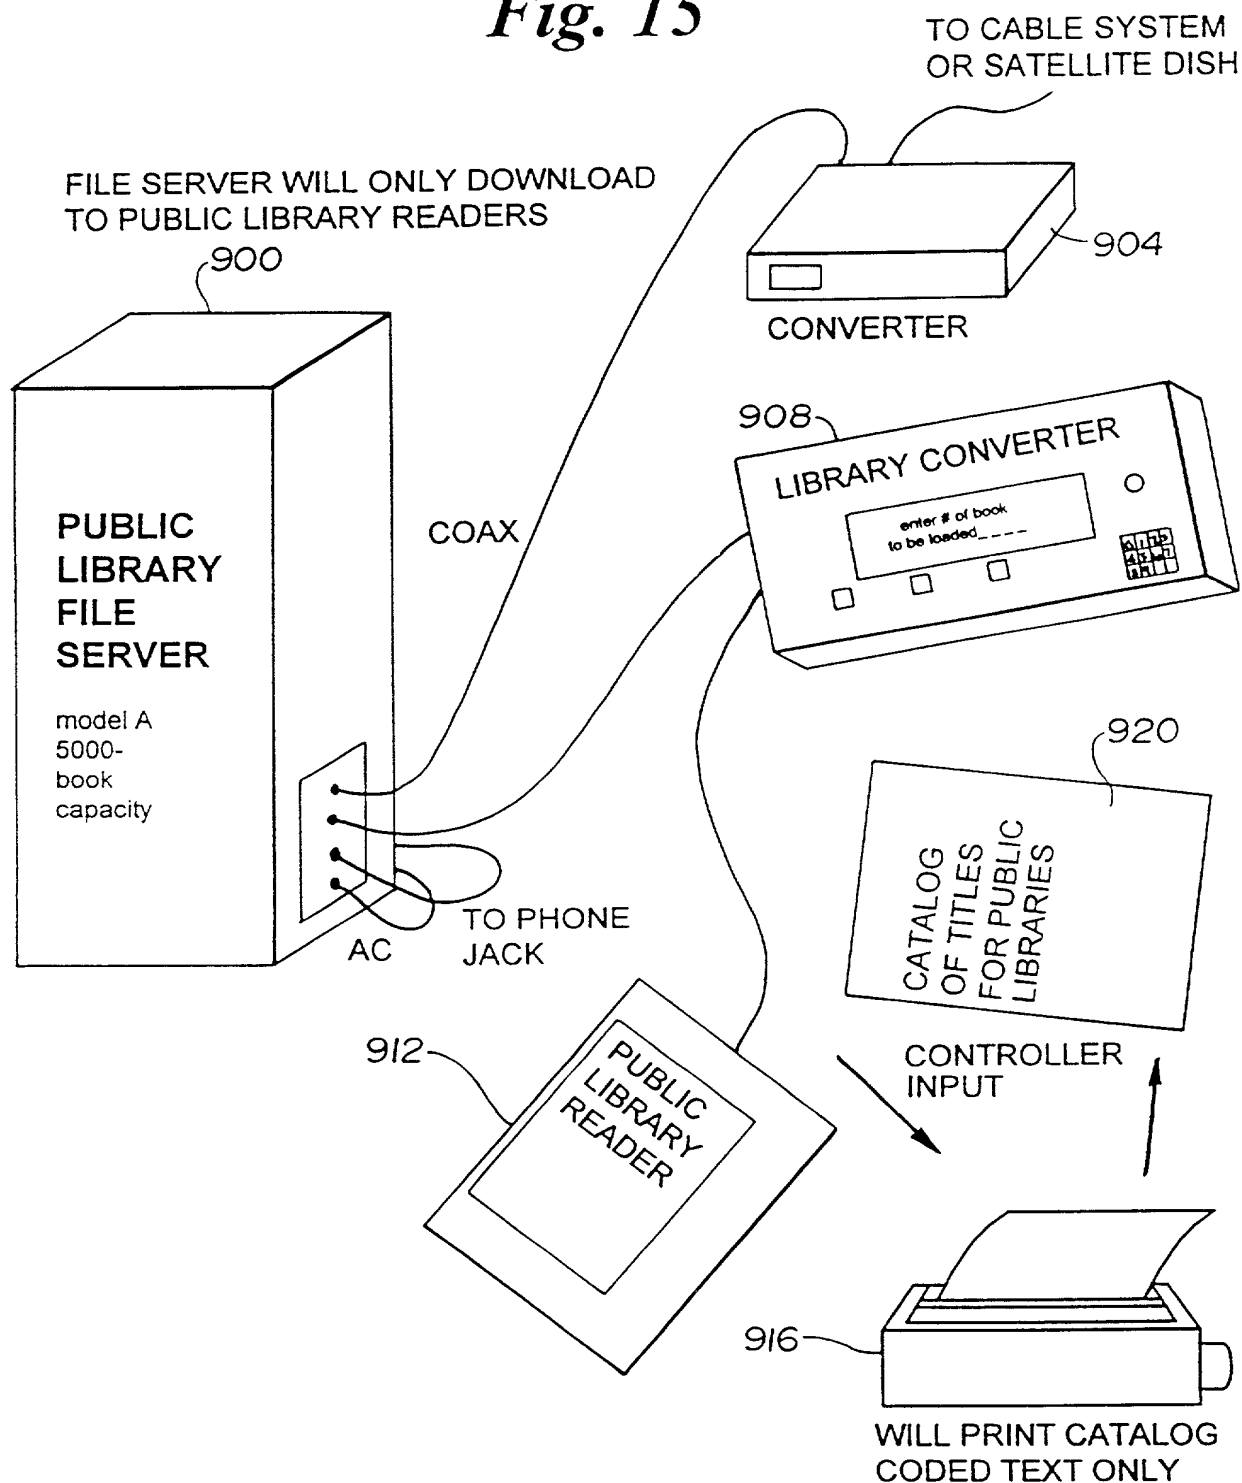 Fig. 15
TO CABLE SYSTEM
OR SATELLITE DISH
FILE SERVER WILL ONLY DOWNLOAD
TO PUBLIC LIBRARY READERS
900
904
CONVERTER
908
LIBRARY CONVERTER
enter # of book
to be loaded_ _ _ _
COAX
PUBLIC
LIBRARY
FILE
SERVER
model A
5000-
book
capacity
920
CATALOG
OF TITLES
FOR PUBLIC
LIBRARIES
TO PHONE
JACK
AC
912
PUBLIC
LIBRARY
READER
CONTROLLER
INPUT
916
WILL PRINT CATALOG
CODED TEXT ONLY